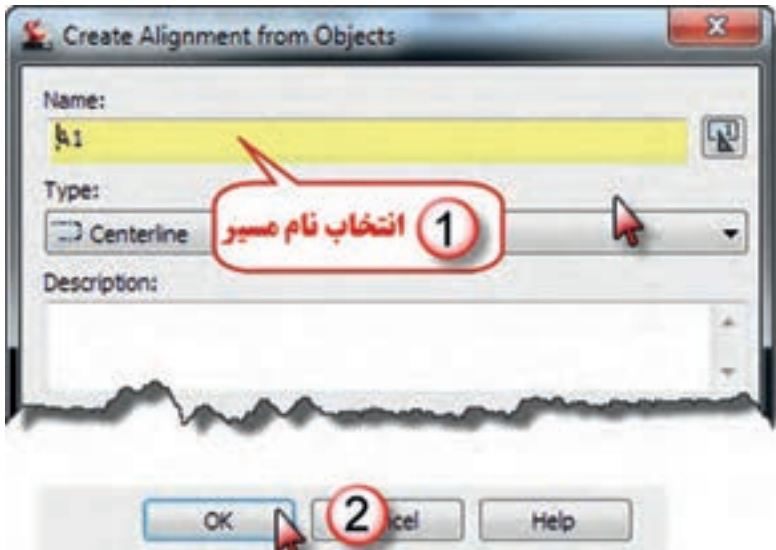 Create Alignment from Objects
Name:
A1
Type:
Centerline
1 انتخاب نام مسیر
Description:
OK
2
Help